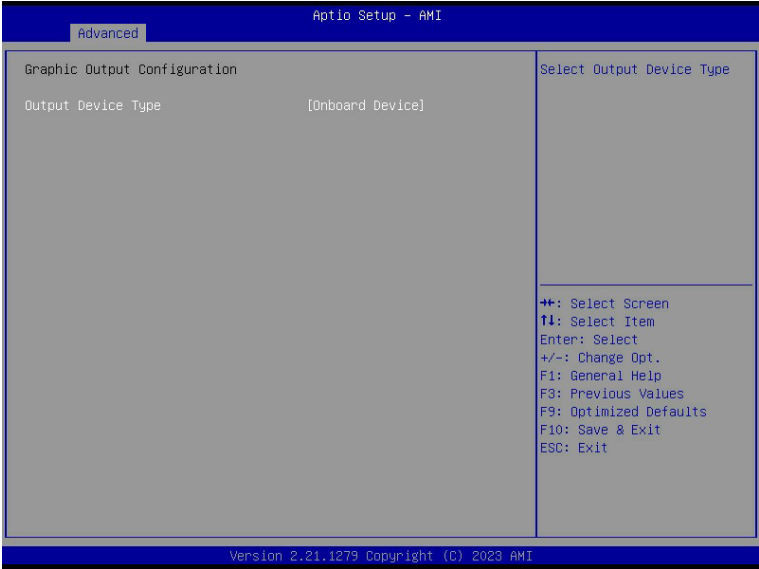 Aptio Setup - AMI
Advanced
Graphic Output Configuration
Output Device Type [Onboard Device]
Select Output Device Type
→←: Select Screen
↑↓: Select Item
Enter: Select
+/-: Change Opt.
F1: General Help
F3: Previous Values
F9: Optimized Defaults
F10: Save & Exit
ESC: Exit
Version 2.21.1279 Copyright (C) 2023 AMI